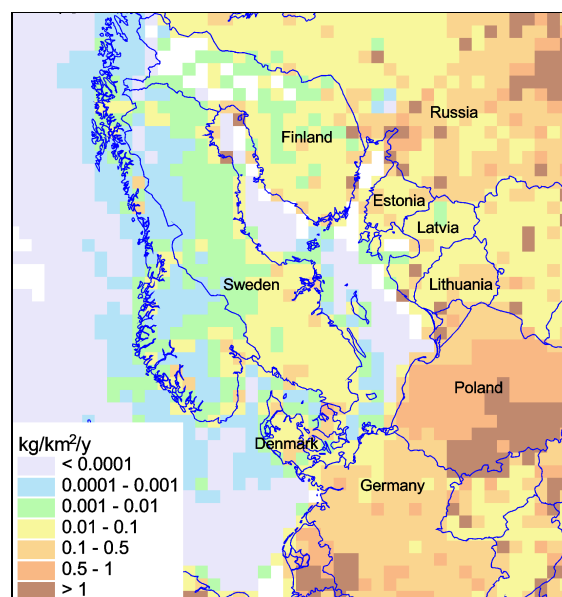 Russia
Finland
Estonia
Latvia
Sweden
Lithuania
Poland
Denmark
Germany
kg/km²/y
< 0.0001
0.0001 - 0.001
0.001 - 0.01
0.01 - 0.1
0.1 - 0.5
0.5 - 1
> 1